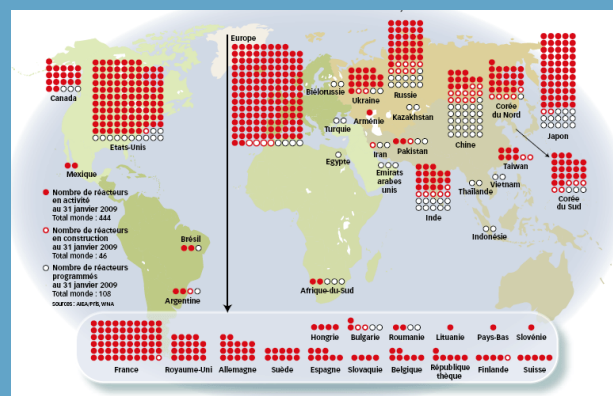 Europe
Canada
Etats-Unis
Mexique
Biélorussie
Ukraine
Russie
Arménie
Kazakhstan
Turquie
Iran
Pakistan
Chine
Corée
du Nord
Japon
Egypte
Emirats
arabes
unis
Inde
Taiwan
Thaïlande
Vietnam
Corée
du Sud
Indonésie
Nombre de réacteurs
en activité
au 31 janvier 2009
Total monde : 444
Nombre de réacteurs
en construction
au 31 janvier 2009
Total monde : 46
Nombre de réacteurs
programmés
au 31 janvier 2009
Total monde : 108
SOURCES : AIEA/PFB, WNA
Brésil
Argentine
Afrique-du-Sud
Hongrie
Bulgarie
Roumanie
Lituanie
Pays-Bas
Slovénie
France
Royaume-Uni
Allemagne
Suède
Espagne
Slovaquie
Belgique
République
thèque
Finlande
Suisse